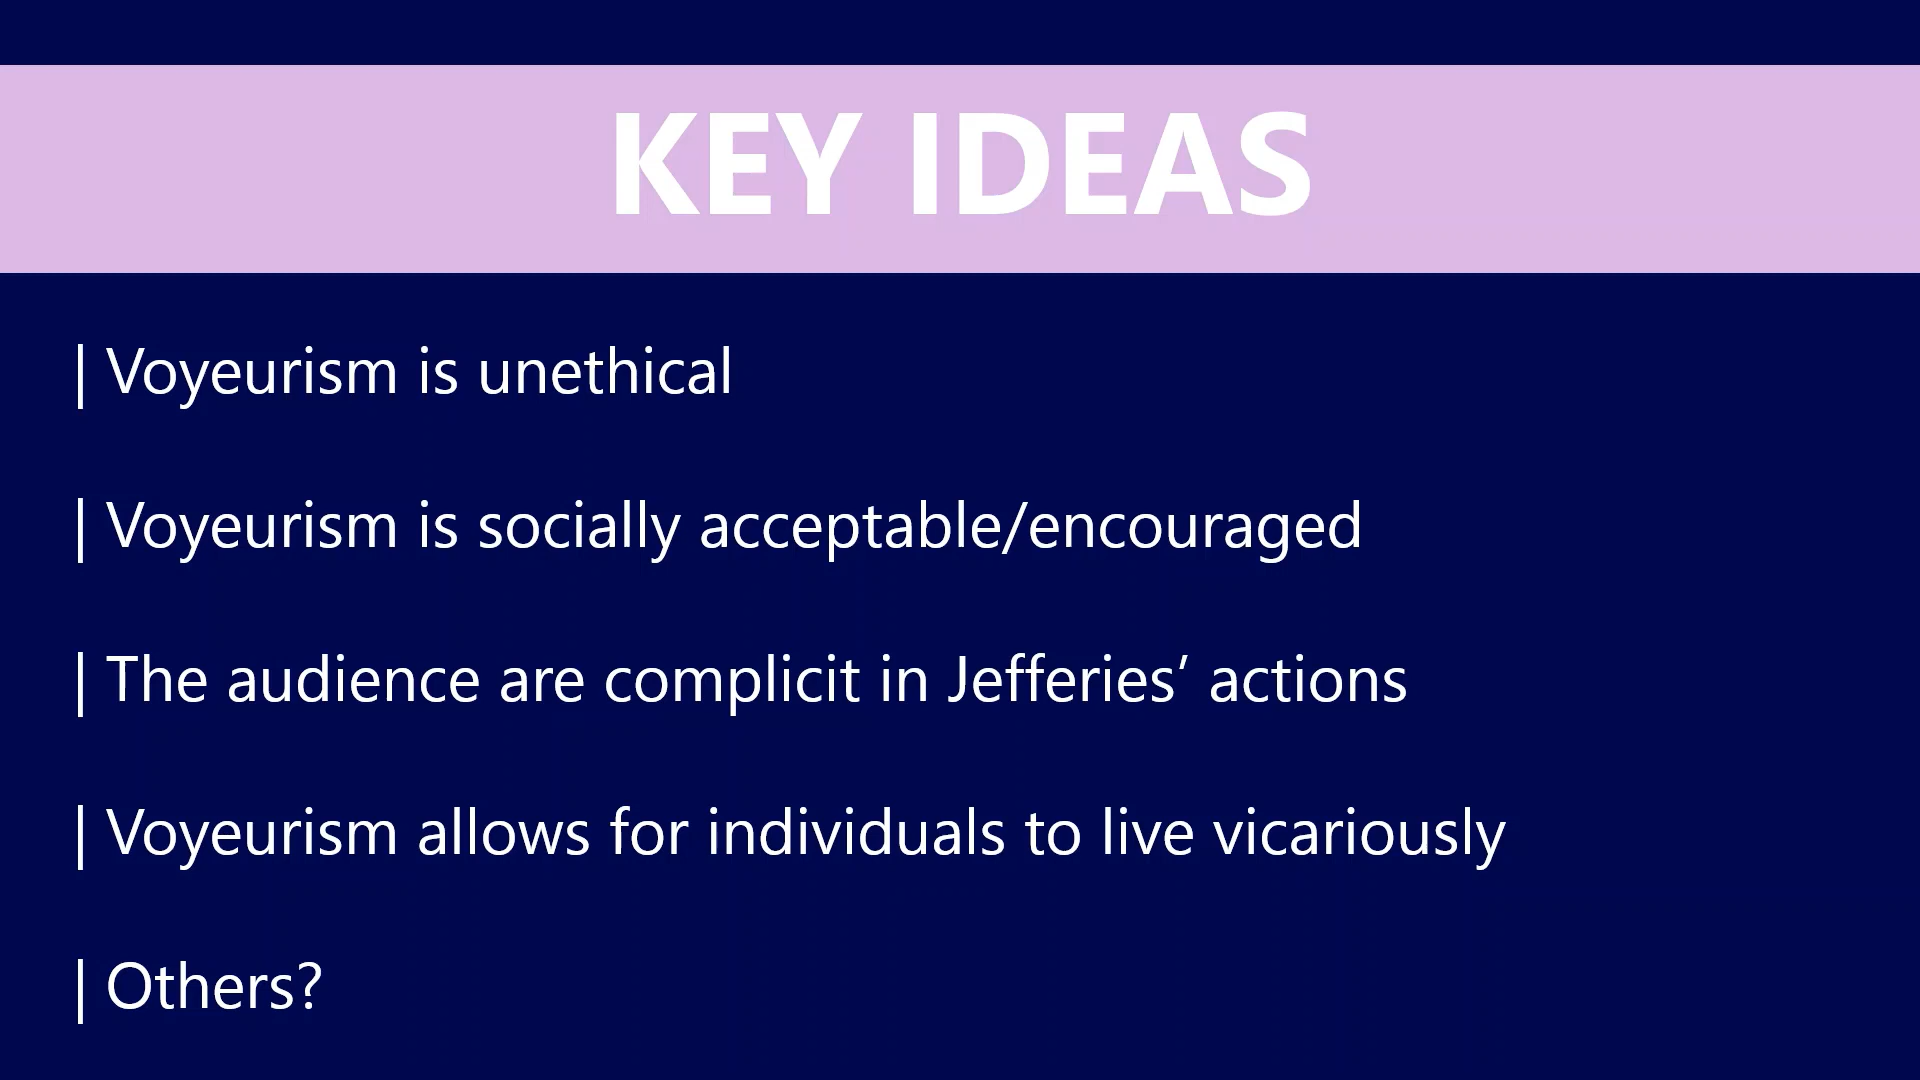 KEY IDEAS
| Voyeurism is unethical
| Voyeurism is socially acceptable/encouraged
| The audience are complicit in Jefferies’ actions
| Voyeurism allows for individuals to live vicariously
| Others?